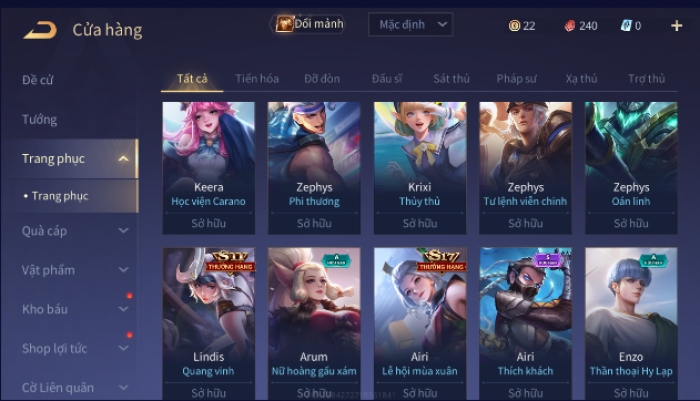 Cửa hàng
Đổi mảnh
Mặc định
22
240
0
+
Đề cử
Tất cả
Tiến hóa
Đỡ đòn
Đấu sĩ
Sát thủ
Pháp sư
Xạ thủ
Trợ thủ
Tướng
Trang phục
• Trang phục
Quà cáp
Vật phẩm
Kho báu
Shop lợi tức
Cờ Liên quân
Keera
Học viện Carano
Sở hữu
Zephys
Phi thương
Sở hữu
Krixi
Thủy thủ
Sở hữu
Zephys
Tư lệnh viễn chinh
Sở hữu
Zephys
Oán linh
Sở hữu
THƯỞNG HẠNG
Lindis
Quang vinh
Sở hữu
A
Arum
Nữ hoàng gấu xám
Sở hữu
S17
THƯỞNG HẠNG
Airi
Lễ hội mùa xuân
Sở hữu
S
Airi
Thích khách
Sở hữu
A
Enzo
Thần thoại Hy Lạp
Sở hữu